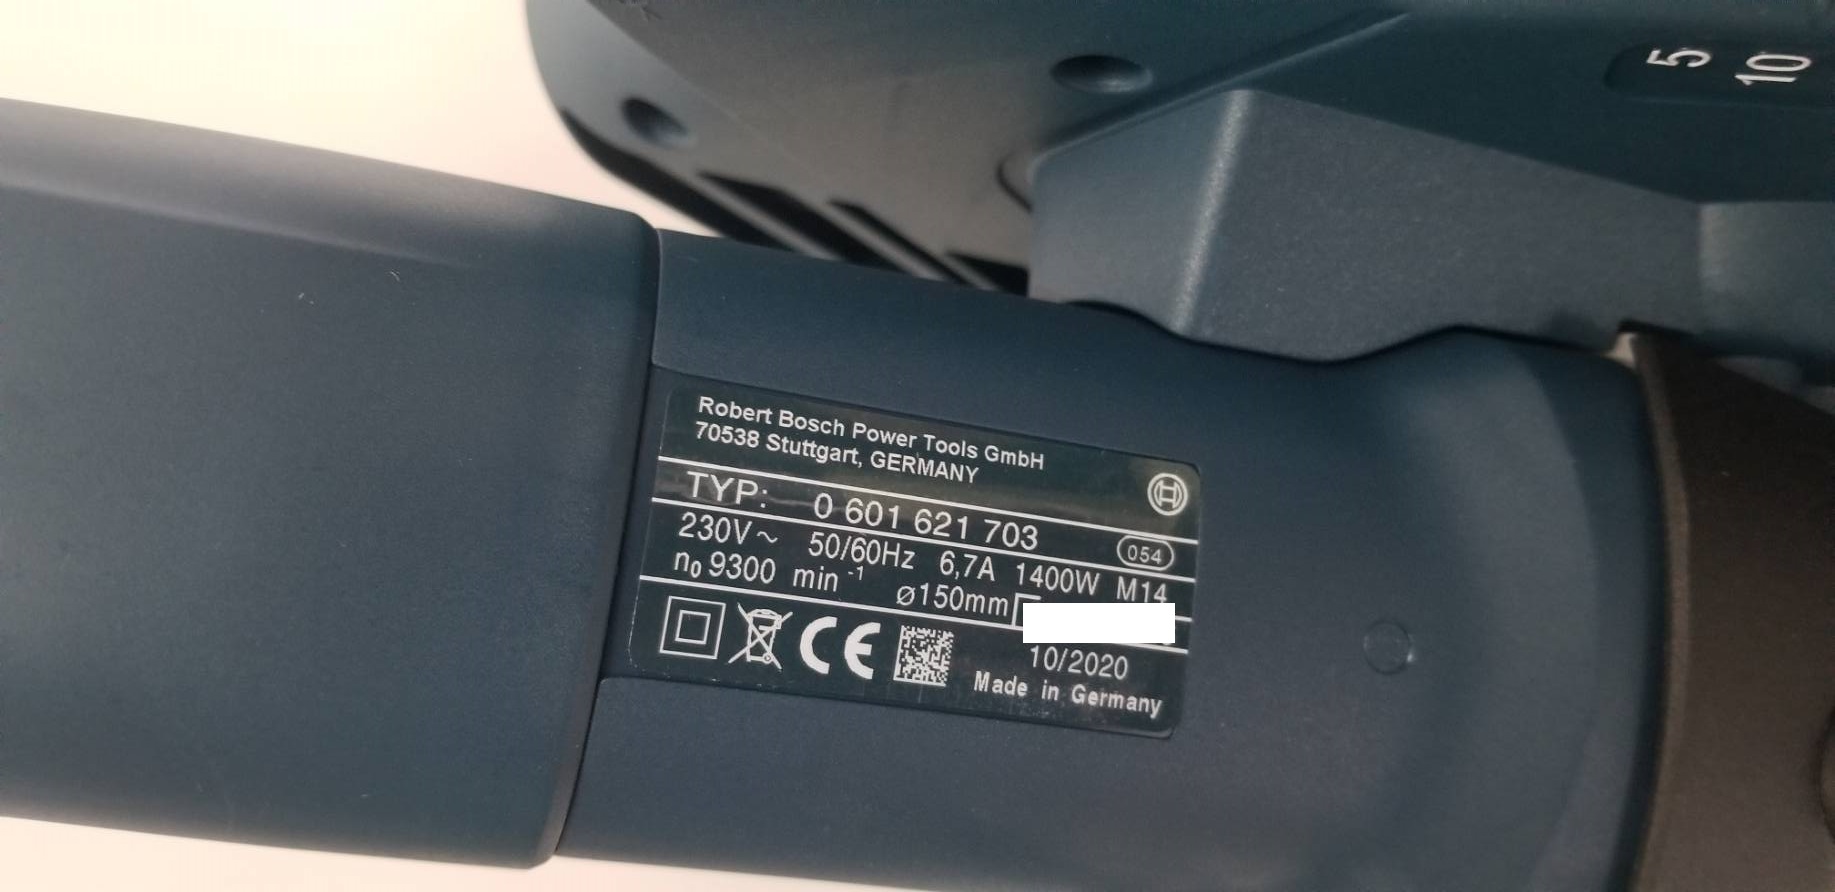 5
10
Robert Bosch Power Tools GmbH
70538 Stuttgart, GERMANY
TYP: 0 601 621 703
054
230V~ 50/60Hz 6,7A 1400W M14
n₀ 9300 min⁻¹ ø150mm
CE
10/2020
Made in Germany